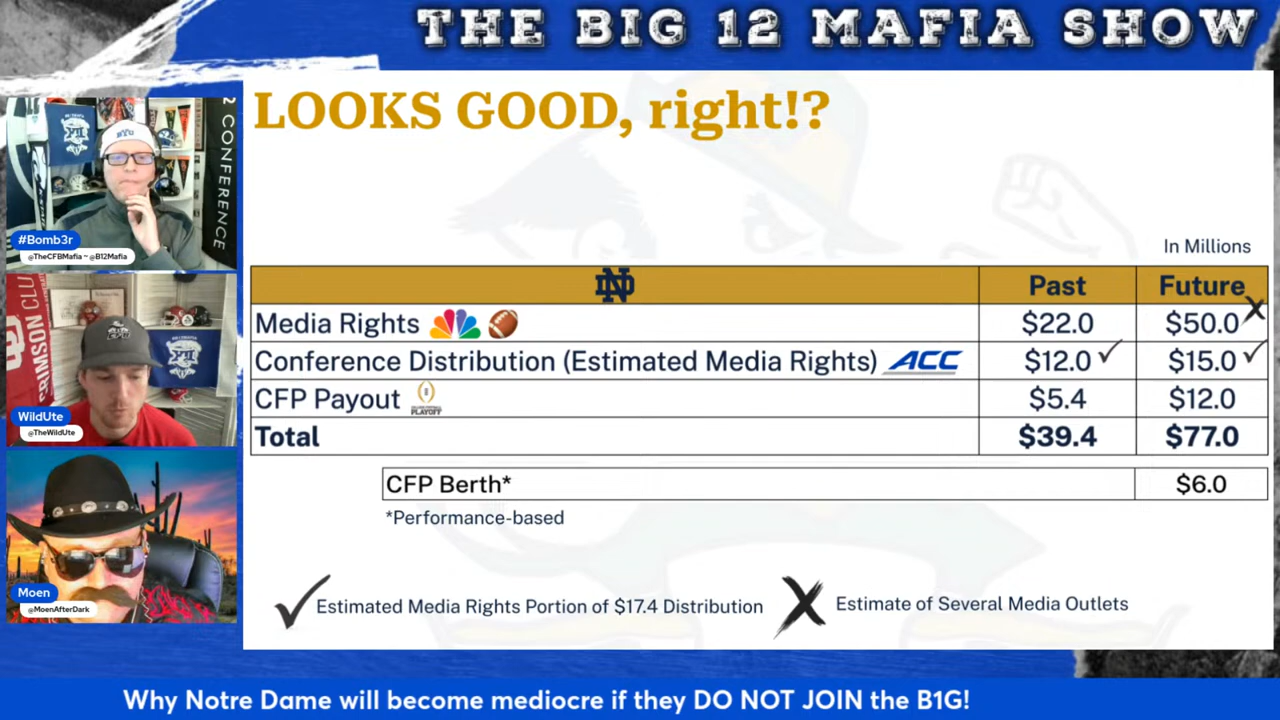 THE BIG 12 MAFIA SHOW
LOOKS GOOD, right!?
In Millions
ND Past Future
Media Rights $22.0 $50.0
Conference Distribution (Estimated Media Rights) ACC $12.0 $15.0
CFP Payout $5.4 $12.0
Total $39.4 $77.0
CFP Berth* $6.0
*Performance-based
Estimated Media Rights Portion of $17.4 Distribution
Estimate of Several Media Outlets
BYU
CONFERENCE
#Bomb3r
@TheCFBMafia ~ @B12Mafia
CRIMSON CLU
WildUte
@TheWildUte
Moen
@MoenAfterDark
Why Notre Dame will become mediocre if they DO NOT JOIN the B1G!